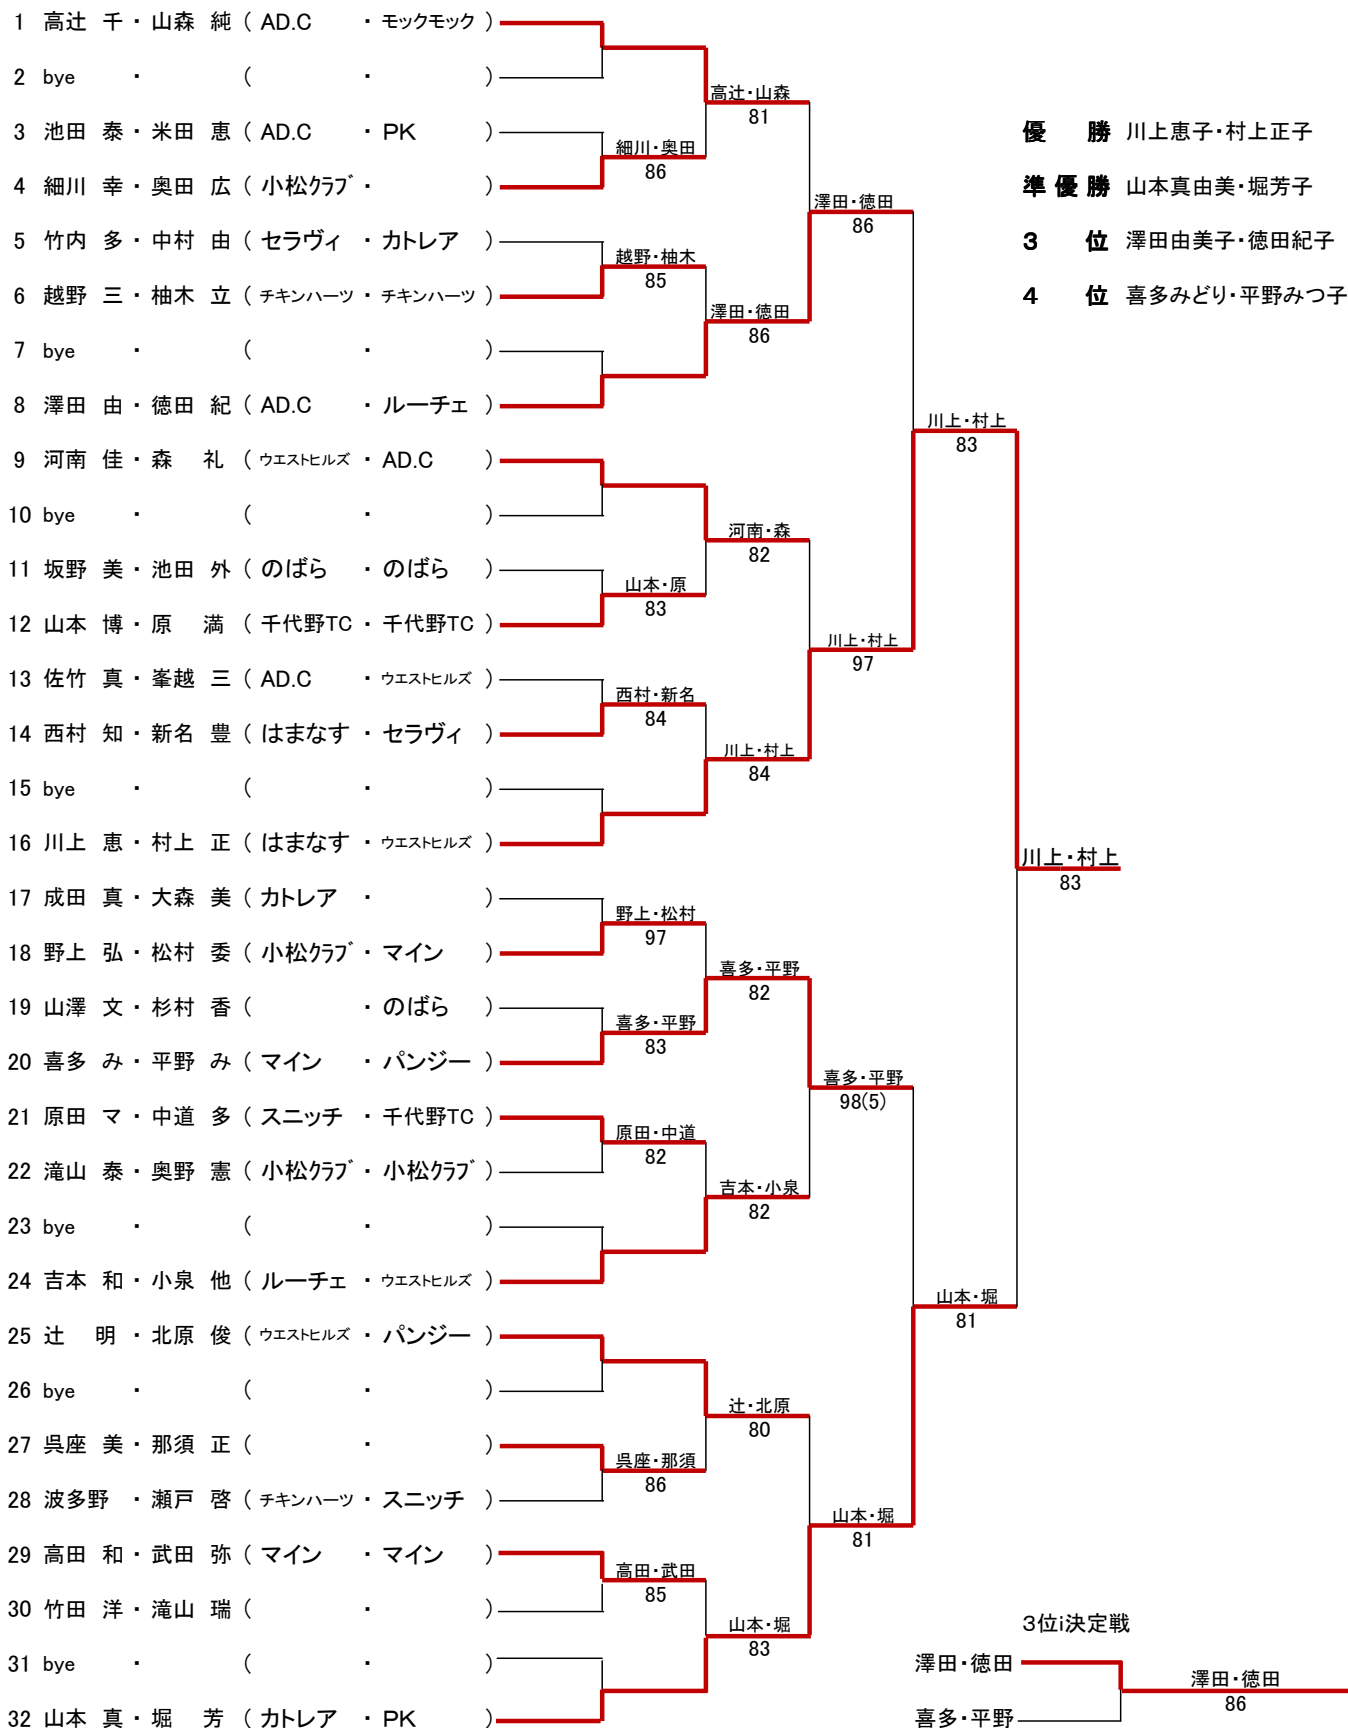 1 高辻 千・山森 純 ( AD.C ・ モックモック )
2 bye ・ ( ・ )
高辻・山森
81
3 池田 泰・米田 恵 ( AD.C ・ PK )
優 勝 川上恵子・村上正子
細川・奥田
86
4 細川 幸・奥田 広 ( 小松クラブ ・ )
準 優 勝 山本真由美・堀芳子
澤田・徳田
86
5 竹内 多・中村 由 ( セラヴィ ・ カトレア )
3 位 澤田由美子・徳田紀子
越野・柚木
85
6 越野 三・柚木 立 ( チキンハーツ ・ チキンハーツ )
4 位 喜多みどり・平野みつ子
澤田・徳田
86
7 bye ・ ( ・ )
8 澤田 由・徳田 紀 ( AD.C ・ ルーチェ )
川上・村上
83
9 河南 佳・森 礼 ( ウエストヒルズ ・ AD.C )
10 bye ・ ( ・ )
河南・森
82
11 坂野 美・池田 外 ( のばら ・ のばら )
山本・原
83
12 山本 博・原 満 ( 千代野TC ・ 千代野TC )
川上・村上
97
13 佐竹 真・峯越 三 ( AD.C ・ ウエストヒルズ )
西村・新名
84
14 西村 知・新名 豊 ( はまなす ・ セラヴィ )
川上・村上
84
15 bye ・ ( ・ )
16 川上 恵・村上 正 ( はまなす ・ ウエストヒルズ )
川上・村上
83
17 成田 真・大森 美 ( カトレア ・ )
野上・松村
97
18 野上 弘・松村 委 ( 小松クラブ ・ マイン )
喜多・平野
82
19 山澤 文・杉村 香 ( ・ のばら )
喜多・平野
83
20 喜多 み・平野 み ( マイン ・ パンジー )
喜多・平野
98(5)
21 原田 マ・中道 多 ( スニッチ ・ 千代野TC )
原田・中道
82
22 滝山 泰・奥野 憲 ( 小松クラブ ・ 小松クラブ )
吉本・小泉
82
23 bye ・ ( ・ )
24 吉本 和・小泉 他 ( ルーチェ ・ ウエストヒルズ )
山本・堀
81
25 辻 明・北原 俊 ( ウエストヒルズ ・ パンジー )
26 bye ・ ( ・ )
辻・北原
80
27 呉座 美・那須 正 ( ・ )
呉座・那須
86
28 波多野 ・瀬戸 啓 ( チキンハーツ ・ スニッチ )
山本・堀
81
29 高田 和・武田 弥 ( マイン ・ マイン )
高田・武田
85
30 竹田 洋・滝山 瑞 ( ・ )
山本・堀
83
31 bye ・ ( ・ )
32 山本 真・堀 芳 ( カトレア ・ PK )
3位i決定戦
澤田・徳田
澤田・徳田
86
喜多・平野